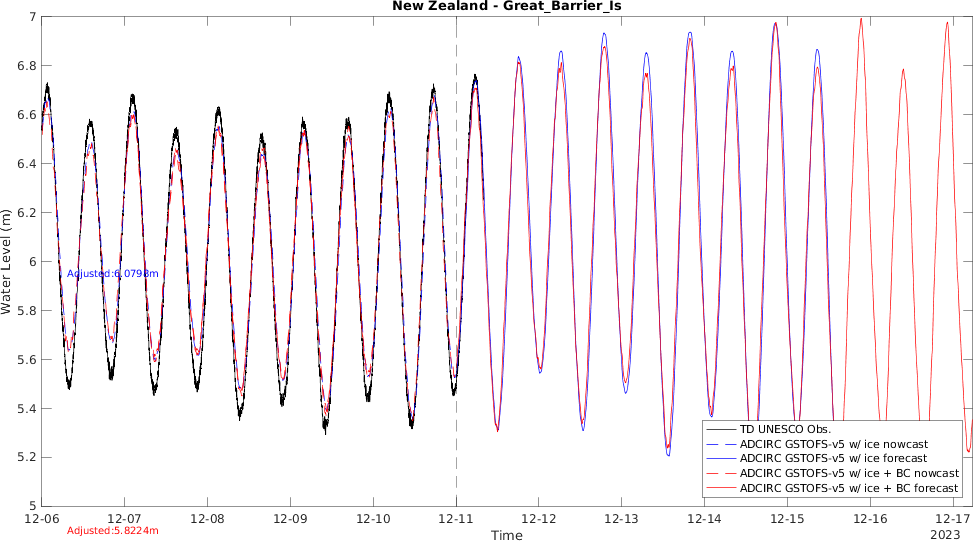 New Zealand - Great_Barrier_Is
7
6.8
6.6
6.4
6.2
6
5.8
5.6
5.4
5.2
5
Water Level (m)
Adjusted:6.0798m
TD UNESCO Obs.
ADCIRC GSTOFS-v5 w/ ice nowcast
ADCIRC GSTOFS-v5 w/ ice forecast
ADCIRC GSTOFS-v5 w/ ice + BC nowcast
ADCIRC GSTOFS-v5 w/ ice + BC forecast
12-06 12-07 12-08 12-09 12-10 12-11 12-12 12-13 12-14 12-15 12-16 12-17
Adjusted:5.8224m
Time
2023